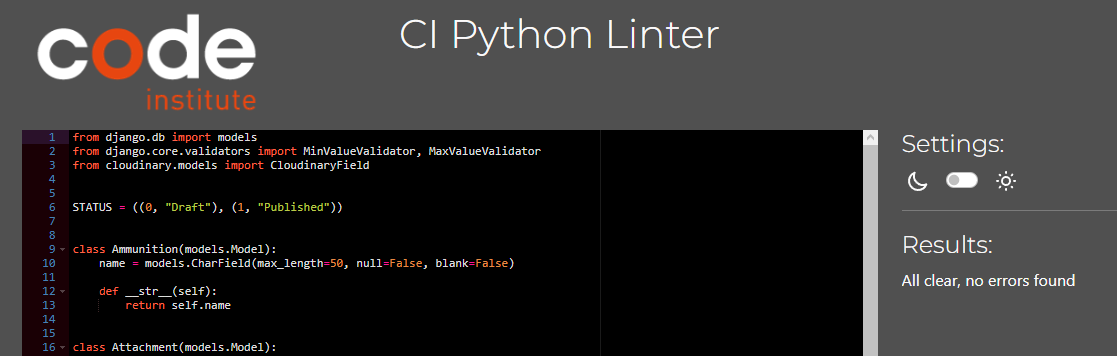 code
institute
CI Python Linter
1 from django.db import models
2 from django.core.validators import MinValueValidator, MaxValueValidator
3 from cloudinary.models import CloudinaryField
4
5
6 STATUS = ((0, "Draft"), (1, "Published"))
7
8
9 class Ammunition(models.Model):
10     name = models.CharField(max_length=50, null=False, blank=False)
11
12     def __str__(self):
13         return self.name
14
15
16 class Attachment(models.Model):
Settings:
Results:
All clear, no errors found